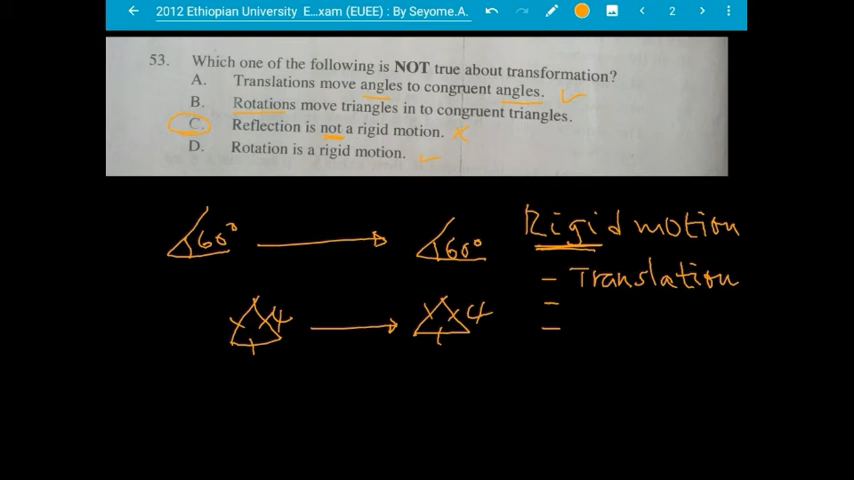 2012 Ethiopian University E...xam (EUEE) : By Seyome.A.
2
53. Which one of the following is NOT true about transformation?
A. Translations move angles to congruent angles.
B. Rotations move triangles in to congruent triangles.
C. Reflection is not a rigid motion.
D. Rotation is a rigid motion.
60° 60° Rigid motion
- Translation
4 4 -
-